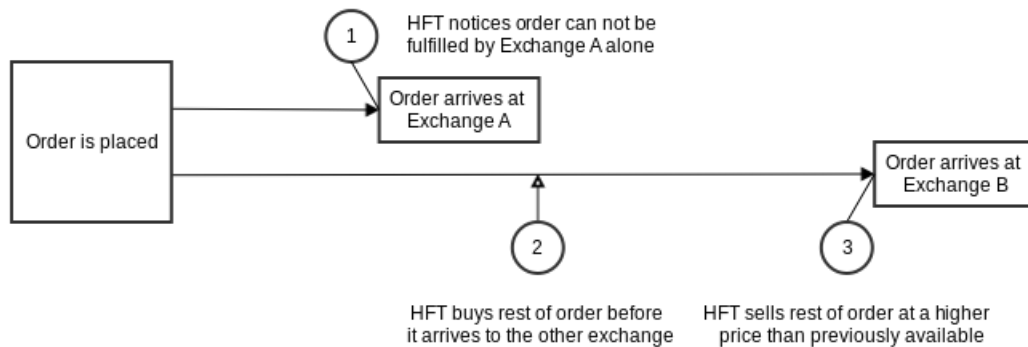 1
HFT notices order can not be
fulfilled by Exchange A alone
Order is placed
Order arrives at
Exchange A
Order arrives at
Exchange B
2
3
HFT buys rest of order before
it arrives to the other exchange
HFT sells rest of order at a higher
price than previously available